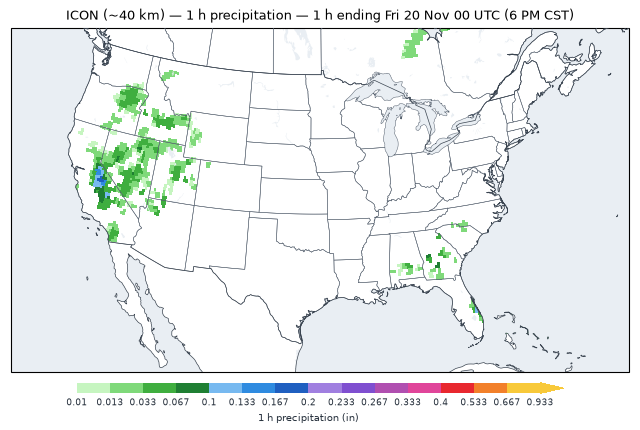 ICON (~40 km) — 1 h precipitation — 1 h ending Fri 20 Nov 00 UTC (6 PM CST)
0.01 0.013 0.033 0.067 0.1 0.133 0.167 0.2 0.233 0.267 0.333 0.4 0.533 0.667 0.933
1 h precipitation (in)